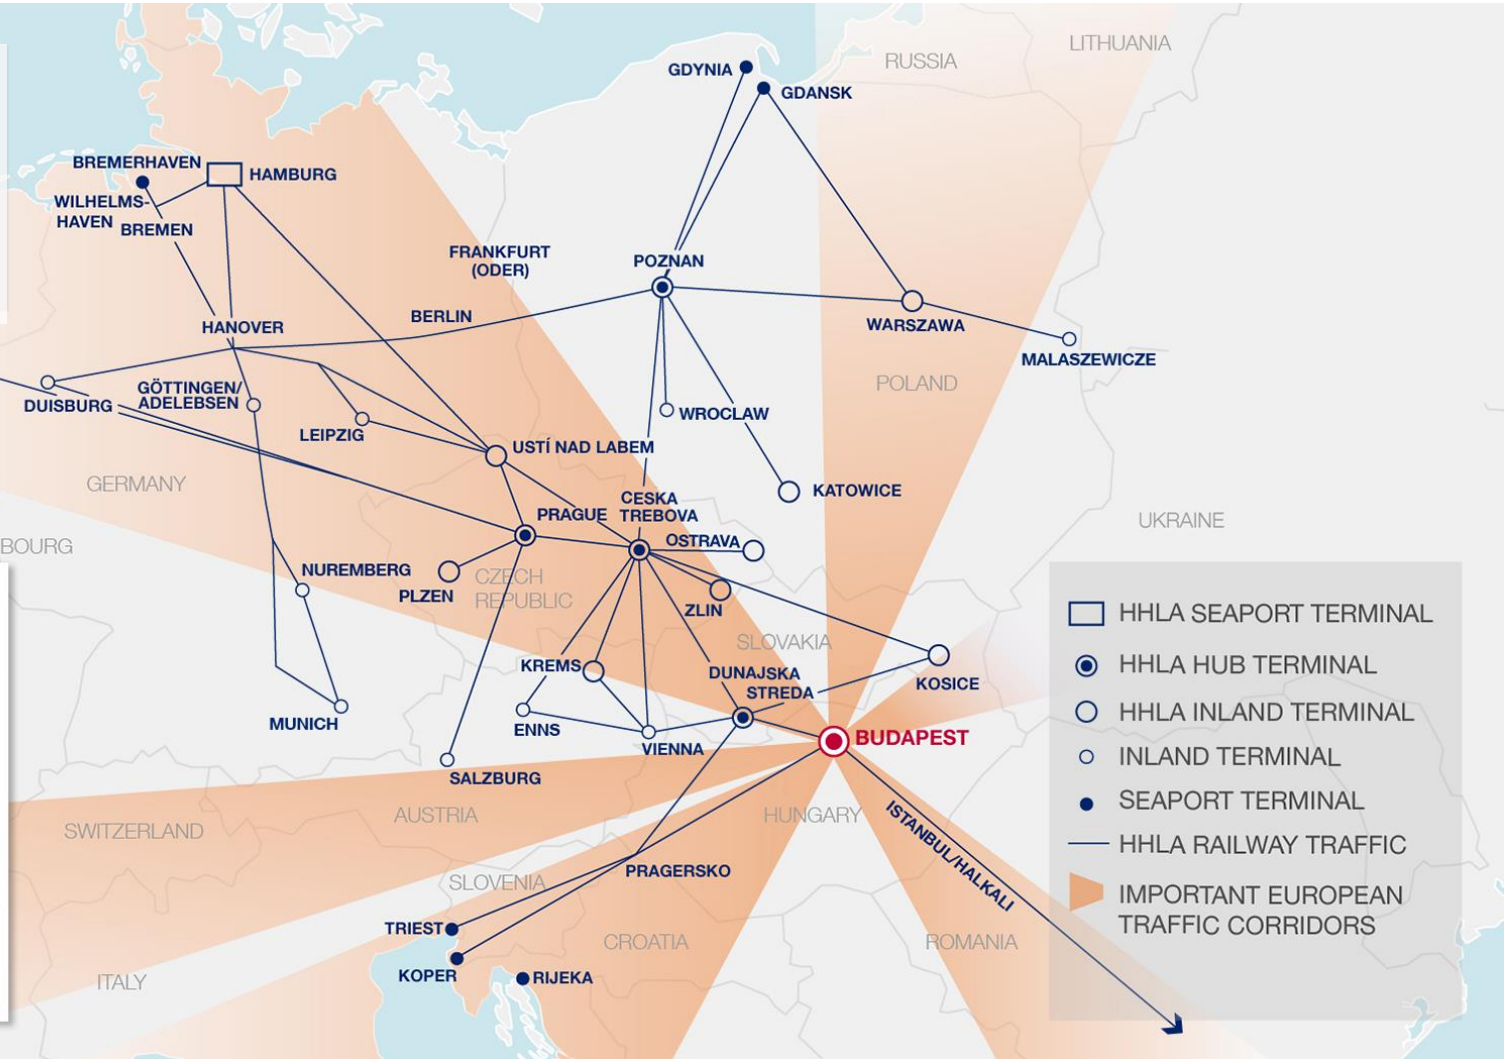 LITHUANIA
RUSSIA
GDYNIA
GDANSK
BREMERHAVEN
HAMBURG
WILHELMS-
HAVEN
BREMEN
FRANKFURT
(ODER)
POZNAN
BERLIN
HANOVER
WARSZAWA
MALASZEWICZE
POLAND
GÖTTINGEN/
ADELEBSEN
DUISBURG
LEIPZIG
WROCLAW
USTÍ NAD LABEM
GERMANY
KATOWICE
CESKA
TREBOVA
PRAGUE
UKRAINE
OSTRAVA
BOURG
NUREMBERG
PLZEN
CZECH
REPUBLIC
ZLIN
SLOVAKIA
KREMS
DUNAJSKA
STREDA
KOSICE
MUNICH
ENNS
VIENNA
BUDAPEST
SALZBURG
AUSTRIA
HUNGARY
SWITZERLAND
ISTANBUL/HALKALI
PRAGERSKO
SLOVENIA
TRIEST
CROATIA
ROMANIA
KOPER
RIJEKA
ITALY
HHLA SEAPORT TERMINAL
HHLA HUB TERMINAL
HHLA INLAND TERMINAL
INLAND TERMINAL
SEAPORT TERMINAL
HHLA RAILWAY TRAFFIC
IMPORTANT EUROPEAN
TRAFFIC CORRIDORS